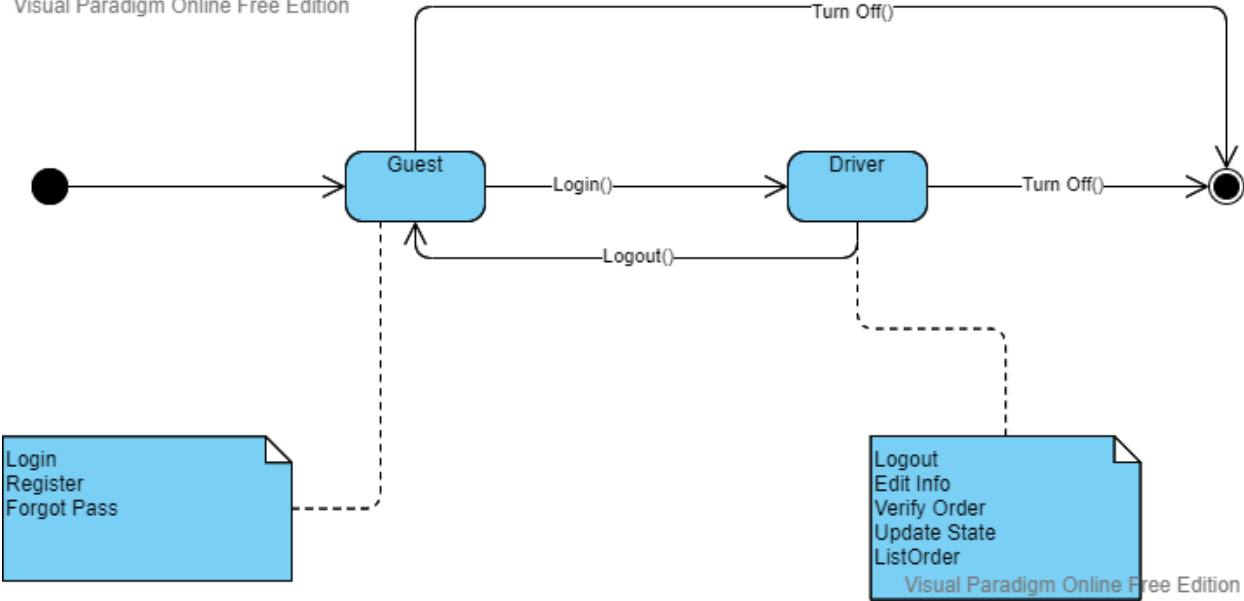 Visual Paradigm Online Free Edition
Turn Off()
Guest
Login()
Driver
Turn Off()
Logout()
Login
Register
Forgot Pass
Logout
Edit Info
Verify Order
Update State
ListOrder
Visual Paradigm Online Free Edition